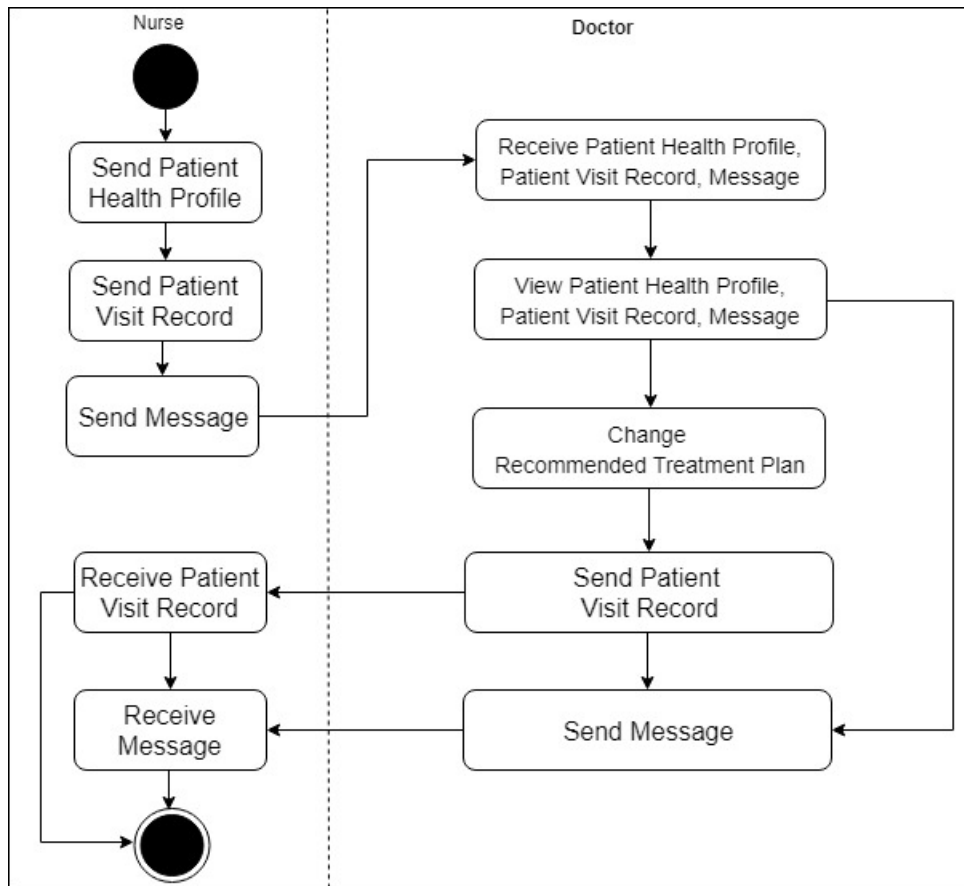 Nurse
Doctor
Send Patient
Health Profile
Send Patient
Visit Record
Send Message
Receive Patient Health Profile,
Patient Visit Record, Message
View Patient Health Profile,
Patient Visit Record, Message
Change
Recommended Treatment Plan
Send Patient
Visit Record
Receive Patient
Visit Record
Send Message
Receive
Message